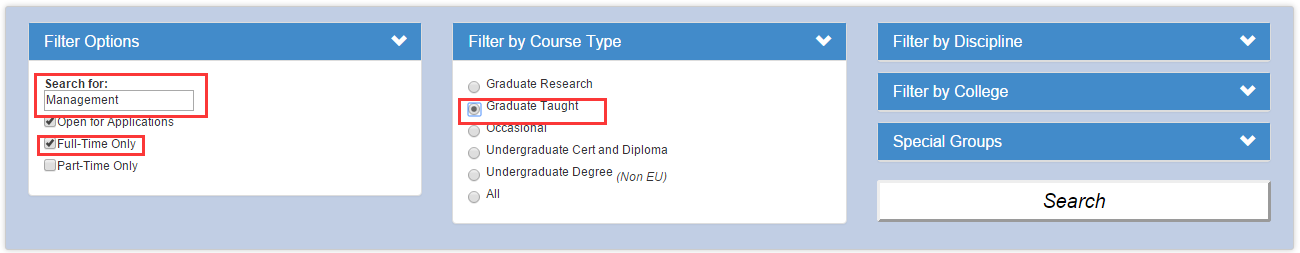 Filter Options
Search for:
Management
Open for Applications
Full-Time Only
Part-Time Only
Filter by Course Type
Graduate Research
Graduate Taught
Occasional
Undergraduate Cert and Diploma
Undergraduate Degree (Non EU)
All
Filter by Discipline
Filter by College
Special Groups
Search